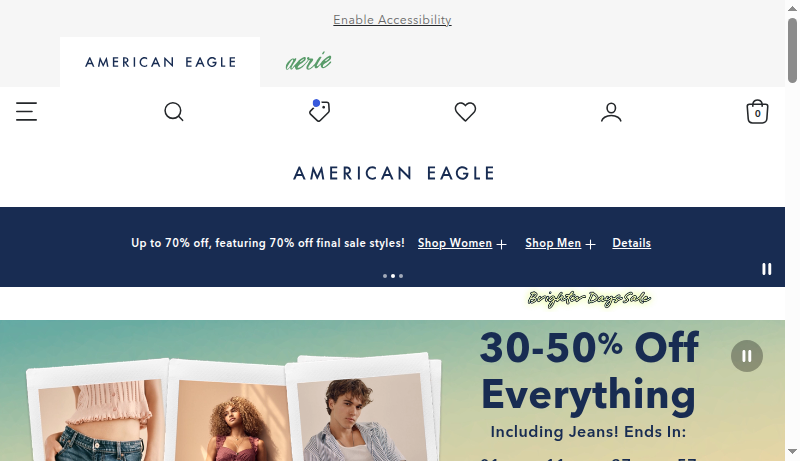 Enable Accessibility
AMERICAN EAGLE
aerie
0
AMERICAN EAGLE
Up to 70% off, featuring 70% off final sale styles! Shop Women Shop Men Details
Brighter Days Sale
30-50% Off
Everything
Including Jeans! Ends In: